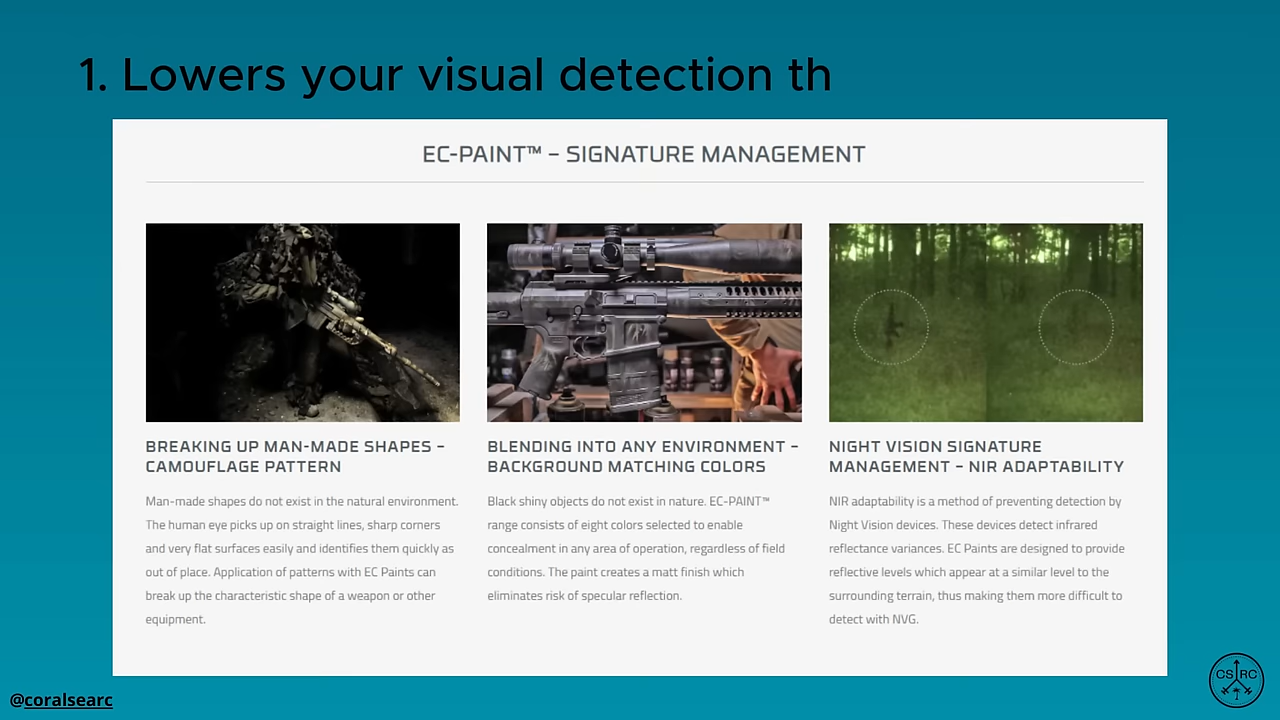 1. Lowers your visual detection th
EC-PAINT™ – SIGNATURE MANAGEMENT
BREAKING UP MAN-MADE SHAPES –
CAMOUFLAGE PATTERN
Man-made shapes do not exist in the natural environment.
The human eye picks up on straight lines, sharp corners
and very flat surfaces easily and identifies them quickly as
out of place. Application of patterns with EC Paints can
break up the characteristic shape of a weapon or other
equipment.
BLENDING INTO ANY ENVIRONMENT –
BACKGROUND MATCHING COLORS
Black shiny objects do not exist in nature. EC-PAINT™
range consists of eight colors selected to enable
concealment in any area of operation, regardless of field
conditions. The paint creates a matt finish which
eliminates risk of specular reflection.
NIGHT VISION SIGNATURE
MANAGEMENT – NIR ADAPTABILITY
NIR adaptability is a method of preventing detection by
Night Vision devices. These devices detect infrared
reflectance variances. EC Paints are designed to provide
reflective levels which appear at a similar level to the
surrounding terrain, thus making them more difficult to
detect with NVG.
@coralsearc
CS RC